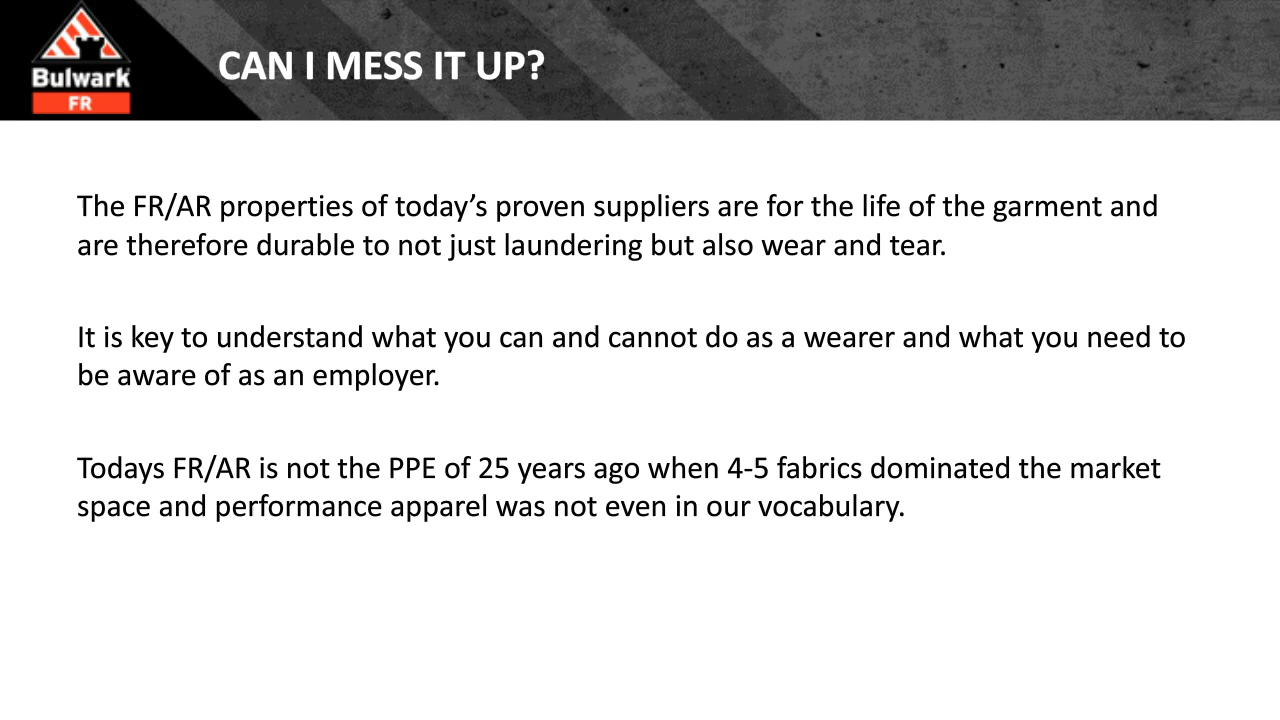 Bulwark
FR
CAN I MESS IT UP?
The FR/AR properties of today’s proven suppliers are for the life of the garment and
are therefore durable to not just laundering but also wear and tear.
It is key to understand what you can and cannot do as a wearer and what you need to
be aware of as an employer.
Todays FR/AR is not the PPE of 25 years ago when 4-5 fabrics dominated the market
space and performance apparel was not even in our vocabulary.